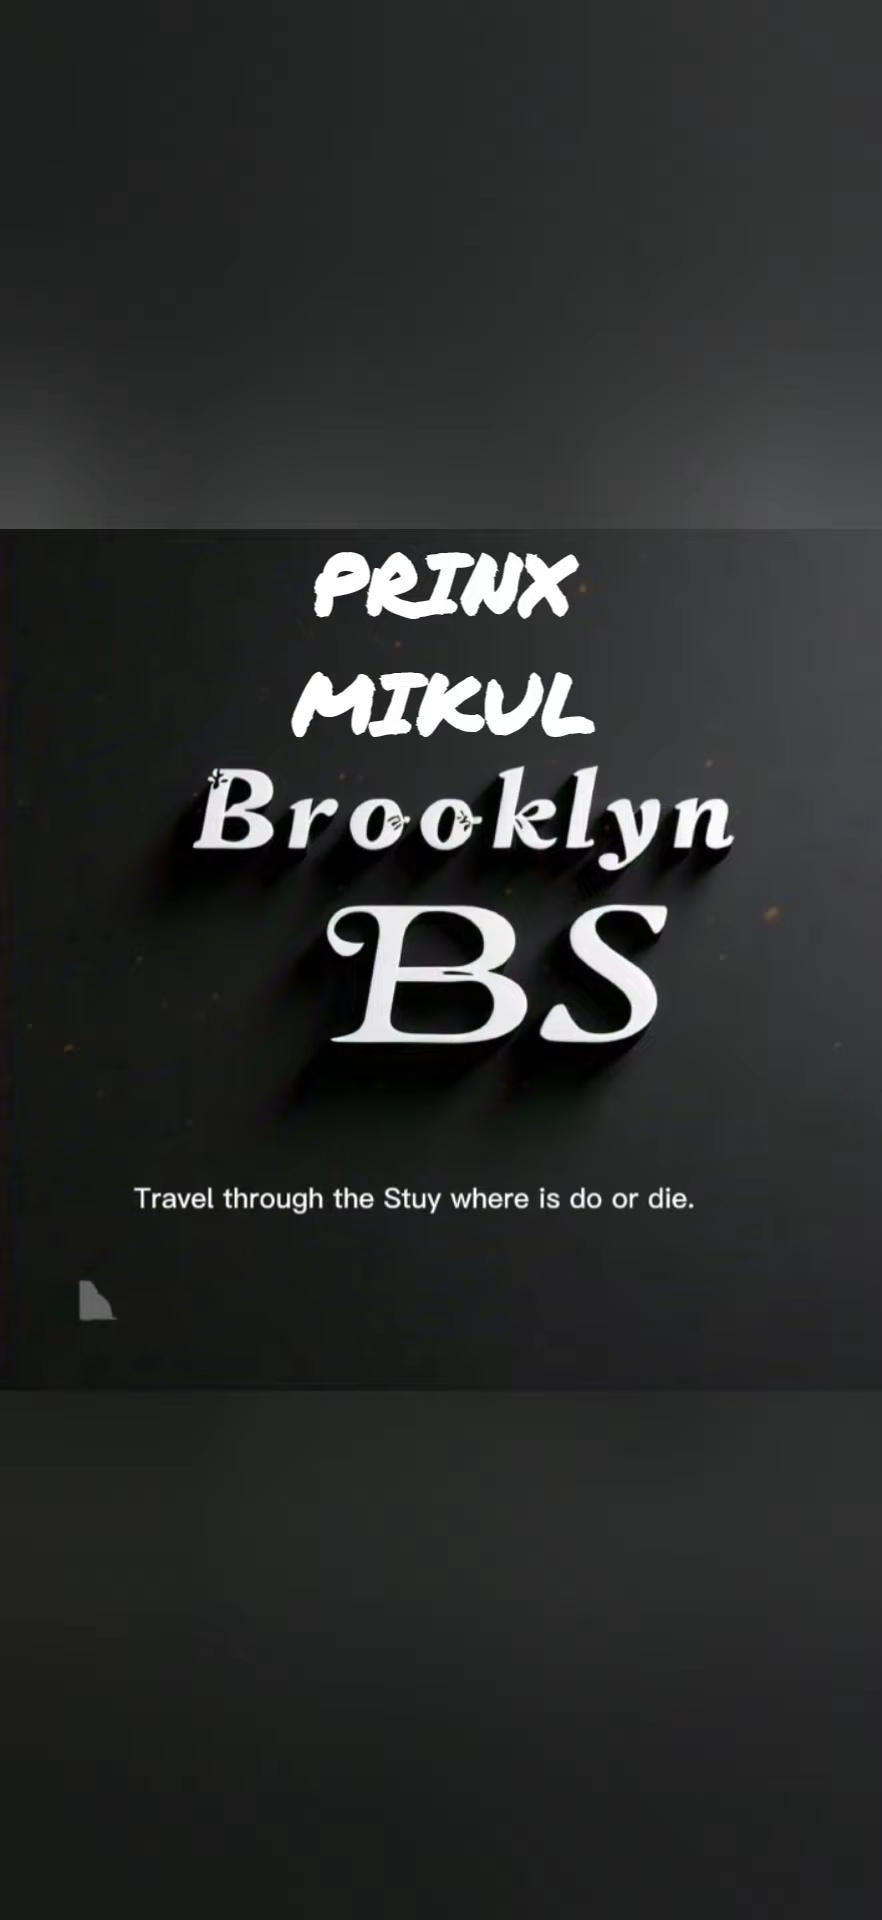 PRINX
MIKUL
Brooklyn
BS
Travel through the Stuy where is do or die.